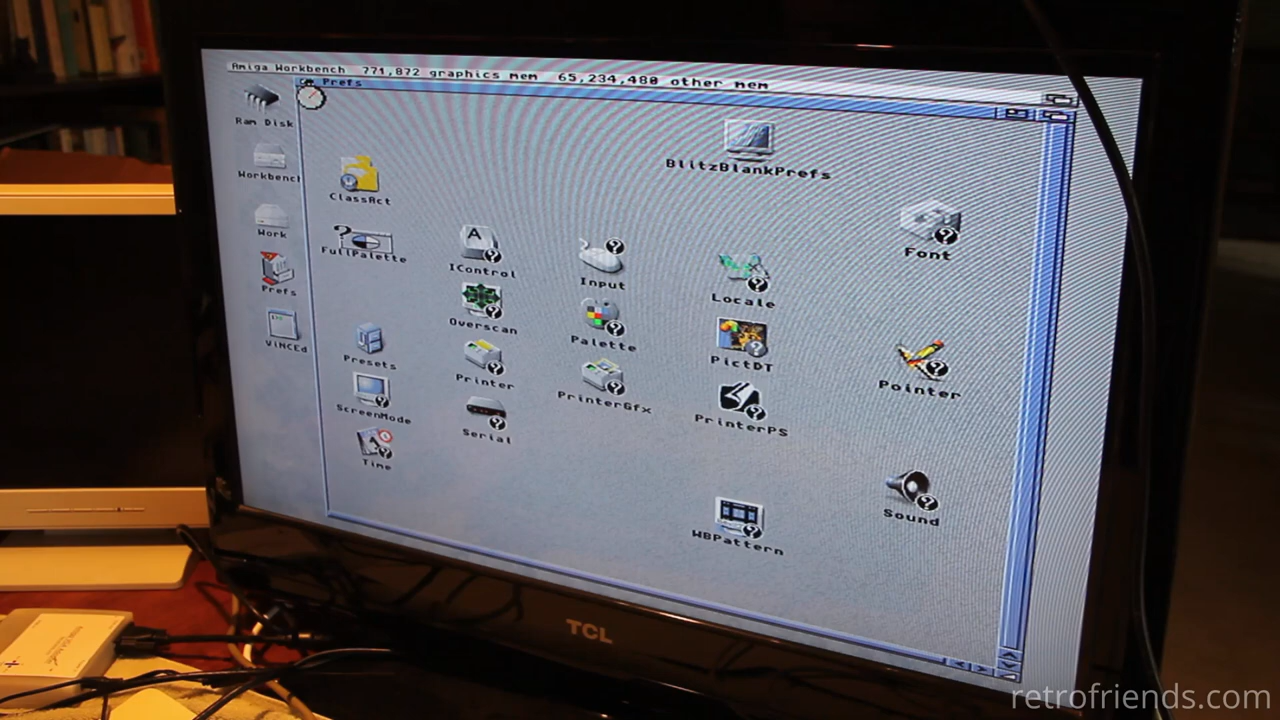 Amiga Workbench 771,872 graphics mem 65,234,480 other mem
Prefs
Ram Disk
BlitzBlankPrefs
Workbench
ClassAct
Work
FullPalette
IControl
Input
Font
Prefs
Locale
Overscan
ViNCEd
Palette
Presets
Printer
PictDT
Pointer
ScreenMode
PrinterGfx
PrinterPS
Serial
Time
Sound
WBPattern
TCL
retrofriends.com